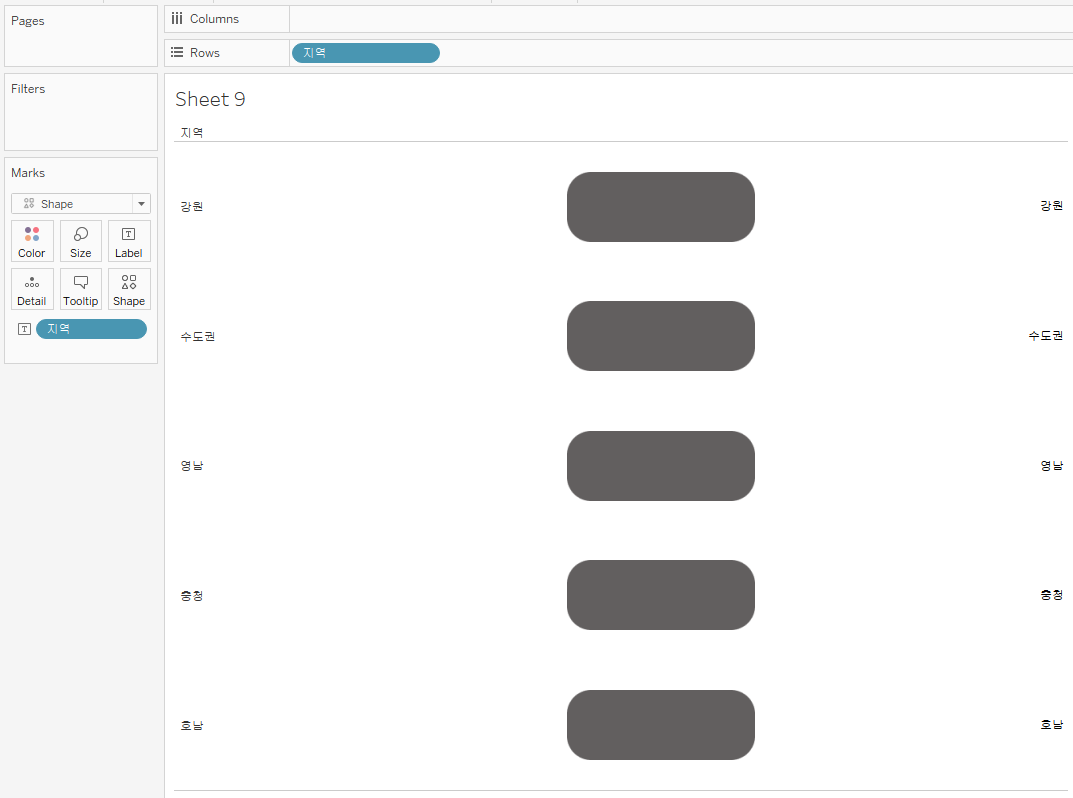 Pages
Columns
Rows
지역
Filters
Sheet 9
지역
Marks
Shape
Color
Size
Label
Detail
Tooltip
Shape
지역
강원
강원
수도권
수도권
영남
영남
충청
충청
호남
호남